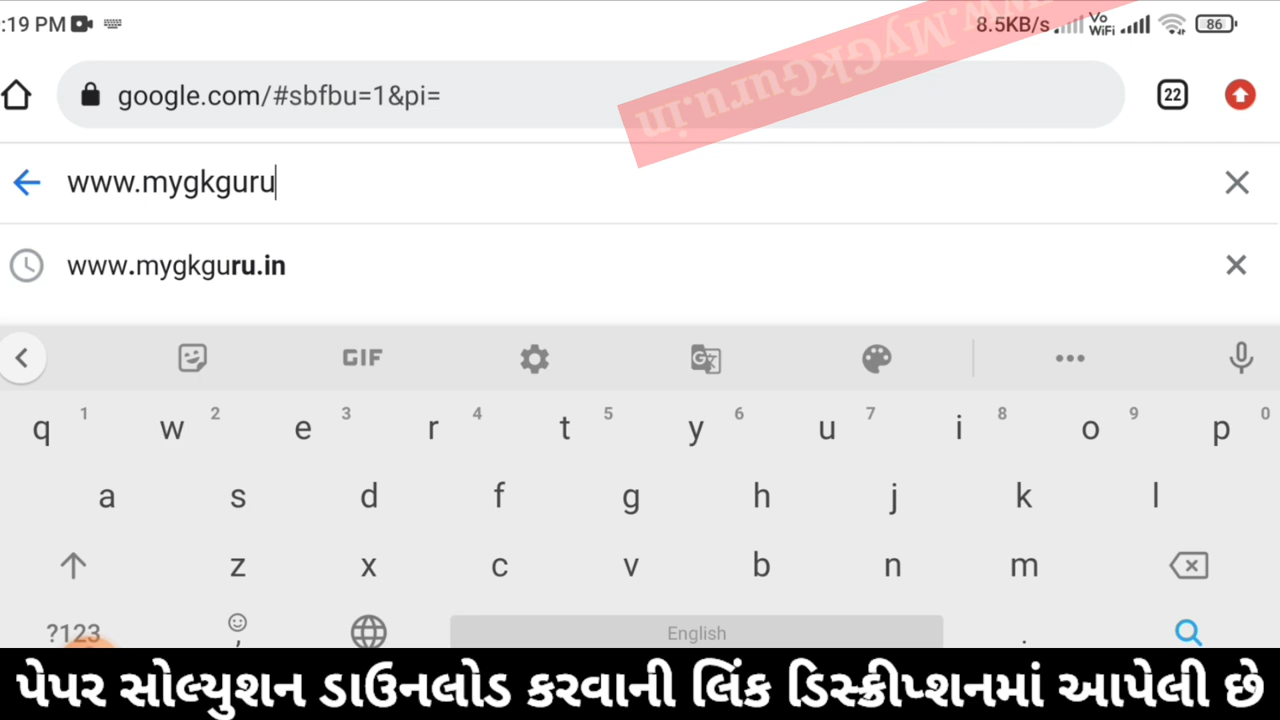 :19 PM 8.5KB/s Vo WiFi 86
google.com/#sbfbu=1&pi= 22
www.MyGkGuru.in
www.mygkguru
www.mygkguru.in
GIF
q 1 w 2 e 3 r 4 t 5 y 6 u 7 i 8 o 9 p 0
a s d f g h j k l
z x c v b n m
?123 , English .
પેપર સોલ્યુશન ડાઉનલોડ કરવાની લિંક ડિસ્ક્રીપ્શનમાં આપેલી છે